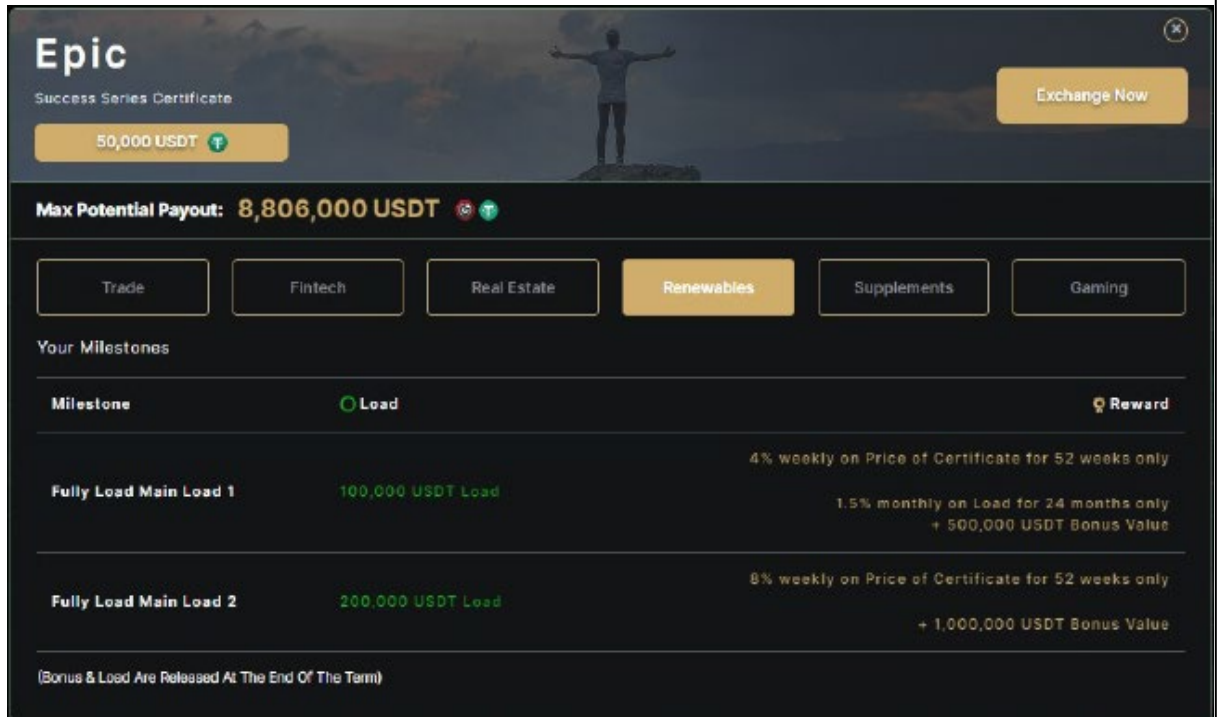 Epic
Success Series Certificate
Exchange Now
50,000 USDT
Max Potential Payout: 8,806,000 USDT
Trade Fintech Real Estate Renewables Supplements Gaming
Your Milestones
Milestone Load Reward
4% weekly on Price of Certificate for 52 weeks only
Fully Load Main Load 1 100,000 USDT Load
1.5% monthly on Load for 24 months only
+ 500,000 USDT Bonus Value
8% weekly on Price of Certificate for 52 weeks only
Fully Load Main Load 2 200,000 USDT Load
+ 1,000,000 USDT Bonus Value
(Bonus & Load Are Released At The End Of The Term)